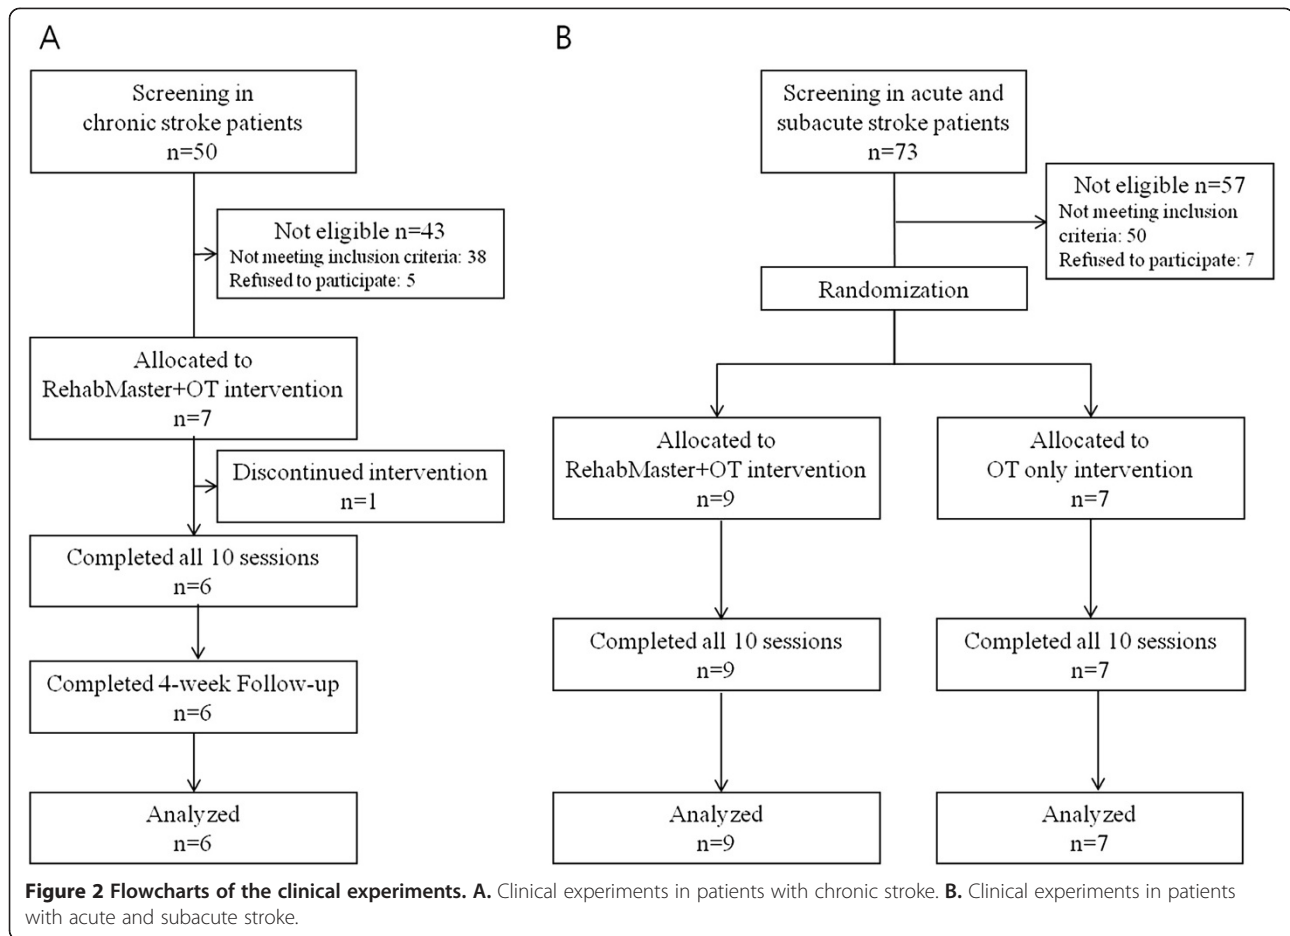 A
Screening in
chronic stroke patients
n=50
Not eligible n=43
Not meeting inclusion criteria: 38
Refused to participate: 5
Allocated to
RehabMaster+OT intervention
n=7
Discontinued intervention
n=1
Completed all 10 sessions
n=6
Completed 4-week Follow-up
n=6
Analyzed
n=6
B
Screening in acute and
subacute stroke patients
n=73
Not eligible n=57
Not meeting inclusion
criteria: 50
Refused to participate: 7
Randomization
Allocated to
RehabMaster+OT intervention
n=9
Allocated to
OT only intervention
n=7
Completed all 10 sessions
n=9
Completed all 10 sessions
n=7
Analyzed
n=9
Analyzed
n=7
Figure 2 Flowcharts of the clinical experiments. A. Clinical experiments in patients with chronic stroke. B. Clinical experiments in patients
with acute and subacute stroke.